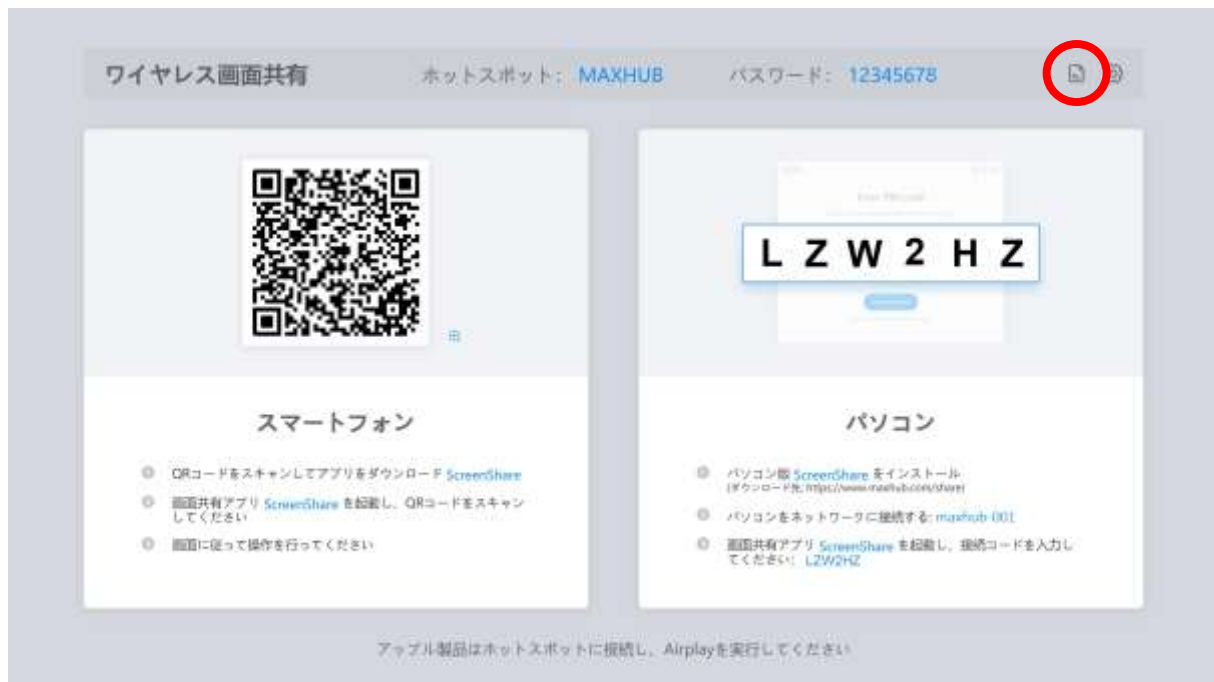 ワイヤレス画面共有 ホットスポット: MAXHUB パスワード: 12345678
L Z W 2 H Z
スマートフォン
QRコードをスキャンしてアプリをダウンロード ScreenShare
画面共有アプリ ScreenShare を起動し、QRコードをスキャン
してください
画面に従って操作を行ってください
パソコン
パソコン版 ScreenShare をインストール
(ダウンロード先: https://www.maxhub.com/share)
パソコンをネットワークに接続する: maxhub-001
画面共有アプリ ScreenShare を起動し、接続コードを入力し
てください: LZW2HZ
アップル製品はホットスポットに接続し、Airplayを実行してください